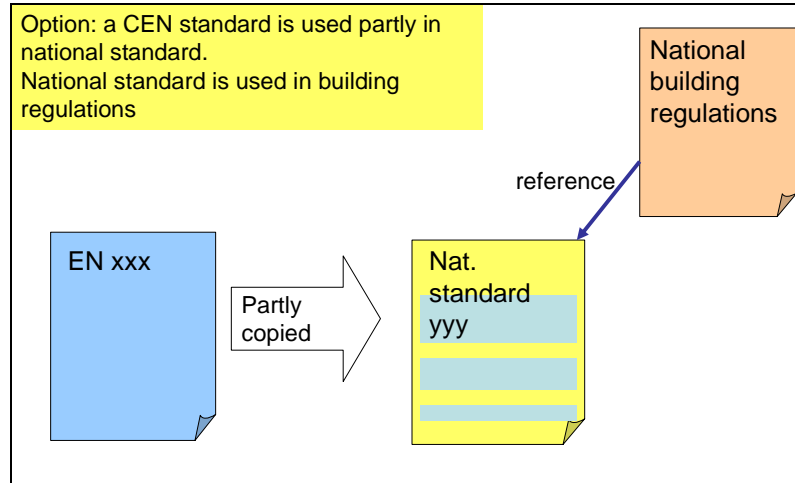 Option: a CEN standard is used partly in
national standard.
National standard is used in building
regulations
National
building
regulations
reference
EN xxx
Partly
copied
Nat.
standard
yyy